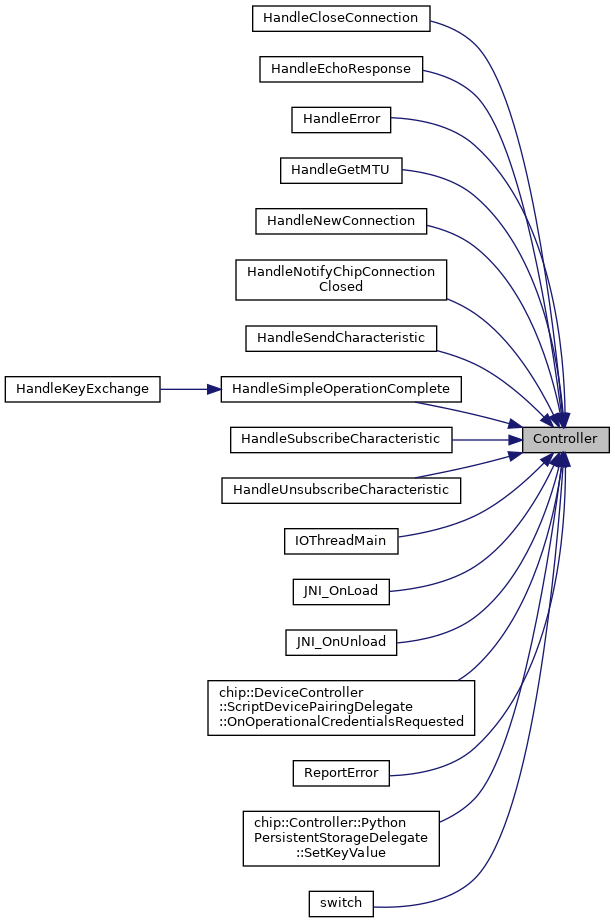 HandleCloseConnection
HandleEchoResponse
HandleError
HandleGetMTU
HandleNewConnection
HandleNotifyChipConnection
Closed
HandleSendCharacteristic
HandleKeyExchange
HandleSimpleOperationComplete
Controller
HandleSubscribeCharacteristic
HandleUnsubscribeCharacteristic
IOThreadMain
JNI_OnLoad
JNI_OnUnload
chip::DeviceController
::ScriptDevicePairingDelegate
::OnOperationalCredentialsRequested
ReportError
chip::Controller::Python
PersistentStorageDelegate
::SetKeyValue
switch